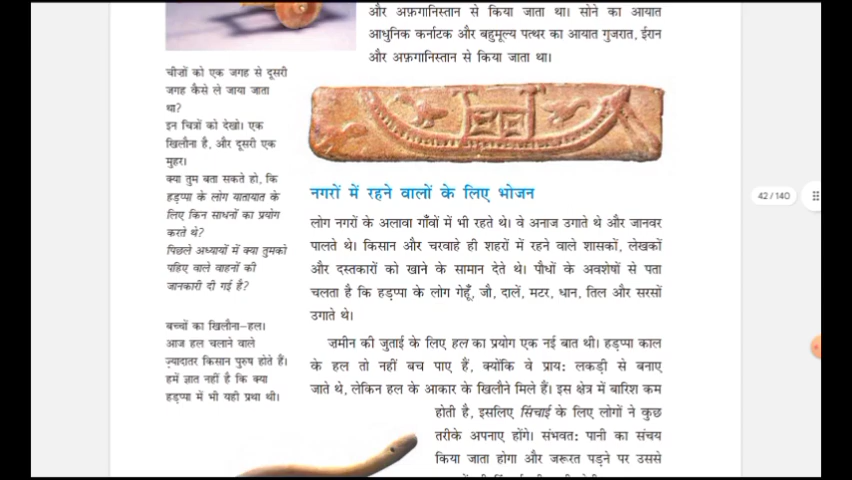 और अफ़गानिस्तान से किया जाता था। सोने का आयात
आधुनिक कर्नाटक और बहुमूल्य पत्थर का आयात गुजरात, ईरान
और अफ़गानिस्तान से किया जाता था।
चीज़ों को एक जगह से दूसरी
जगह कैसे ले जाया जाता
था?
इन चित्रों को देखो। एक
खिलौना है, और दूसरी एक
मुहर।
क्या तुम बता सकते हो, कि
हड़प्पा के लोग यातायात के
लिए किन साधनों का प्रयोग
करते थे?
पिछले अध्यायों में क्या तुमको
पहिए वाले वाहनों की
जानकारी दी गई है?
बच्चों का खिलौना–हल।
आज हल चलाने वाले
ज़्यादातर किसान पुरुष होते हैं।
हमें ज्ञात नहीं है कि क्या
हड़प्पा में भी यही प्रथा थी।
नगरों में रहने वालों के लिए भोजन
लोग नगरों के अलावा गाँवों में भी रहते थे। वे अनाज उगाते थे और जानवर
पालते थे। किसान और चरवाहे ही शहरों में रहने वाले शासकों, लेखकों
और दस्तकारों को खाने के सामान देते थे। पौधों के अवशेषों से पता
चलता है कि हड़प्पा के लोग गेहूँ, जौ, दालें, मटर, धान, तिल और सरसों
उगाते थे।
ज़मीन की जुताई के लिए हल का प्रयोग एक नई बात थी। हड़प्पा काल
के हल तो नहीं बच पाए हैं, क्योंकि वे प्राय: लकड़ी से बनाए
जाते थे, लेकिन हल के आकार के खिलौने मिले हैं। इस क्षेत्र में बारिश कम
होती है, इसलिए सिंचाई के लिए लोगों ने कुछ
तरीके अपनाए होंगे। संभवत: पानी का संचय
किया जाता होगा और जरूरत पड़ने पर उससे
42 / 140